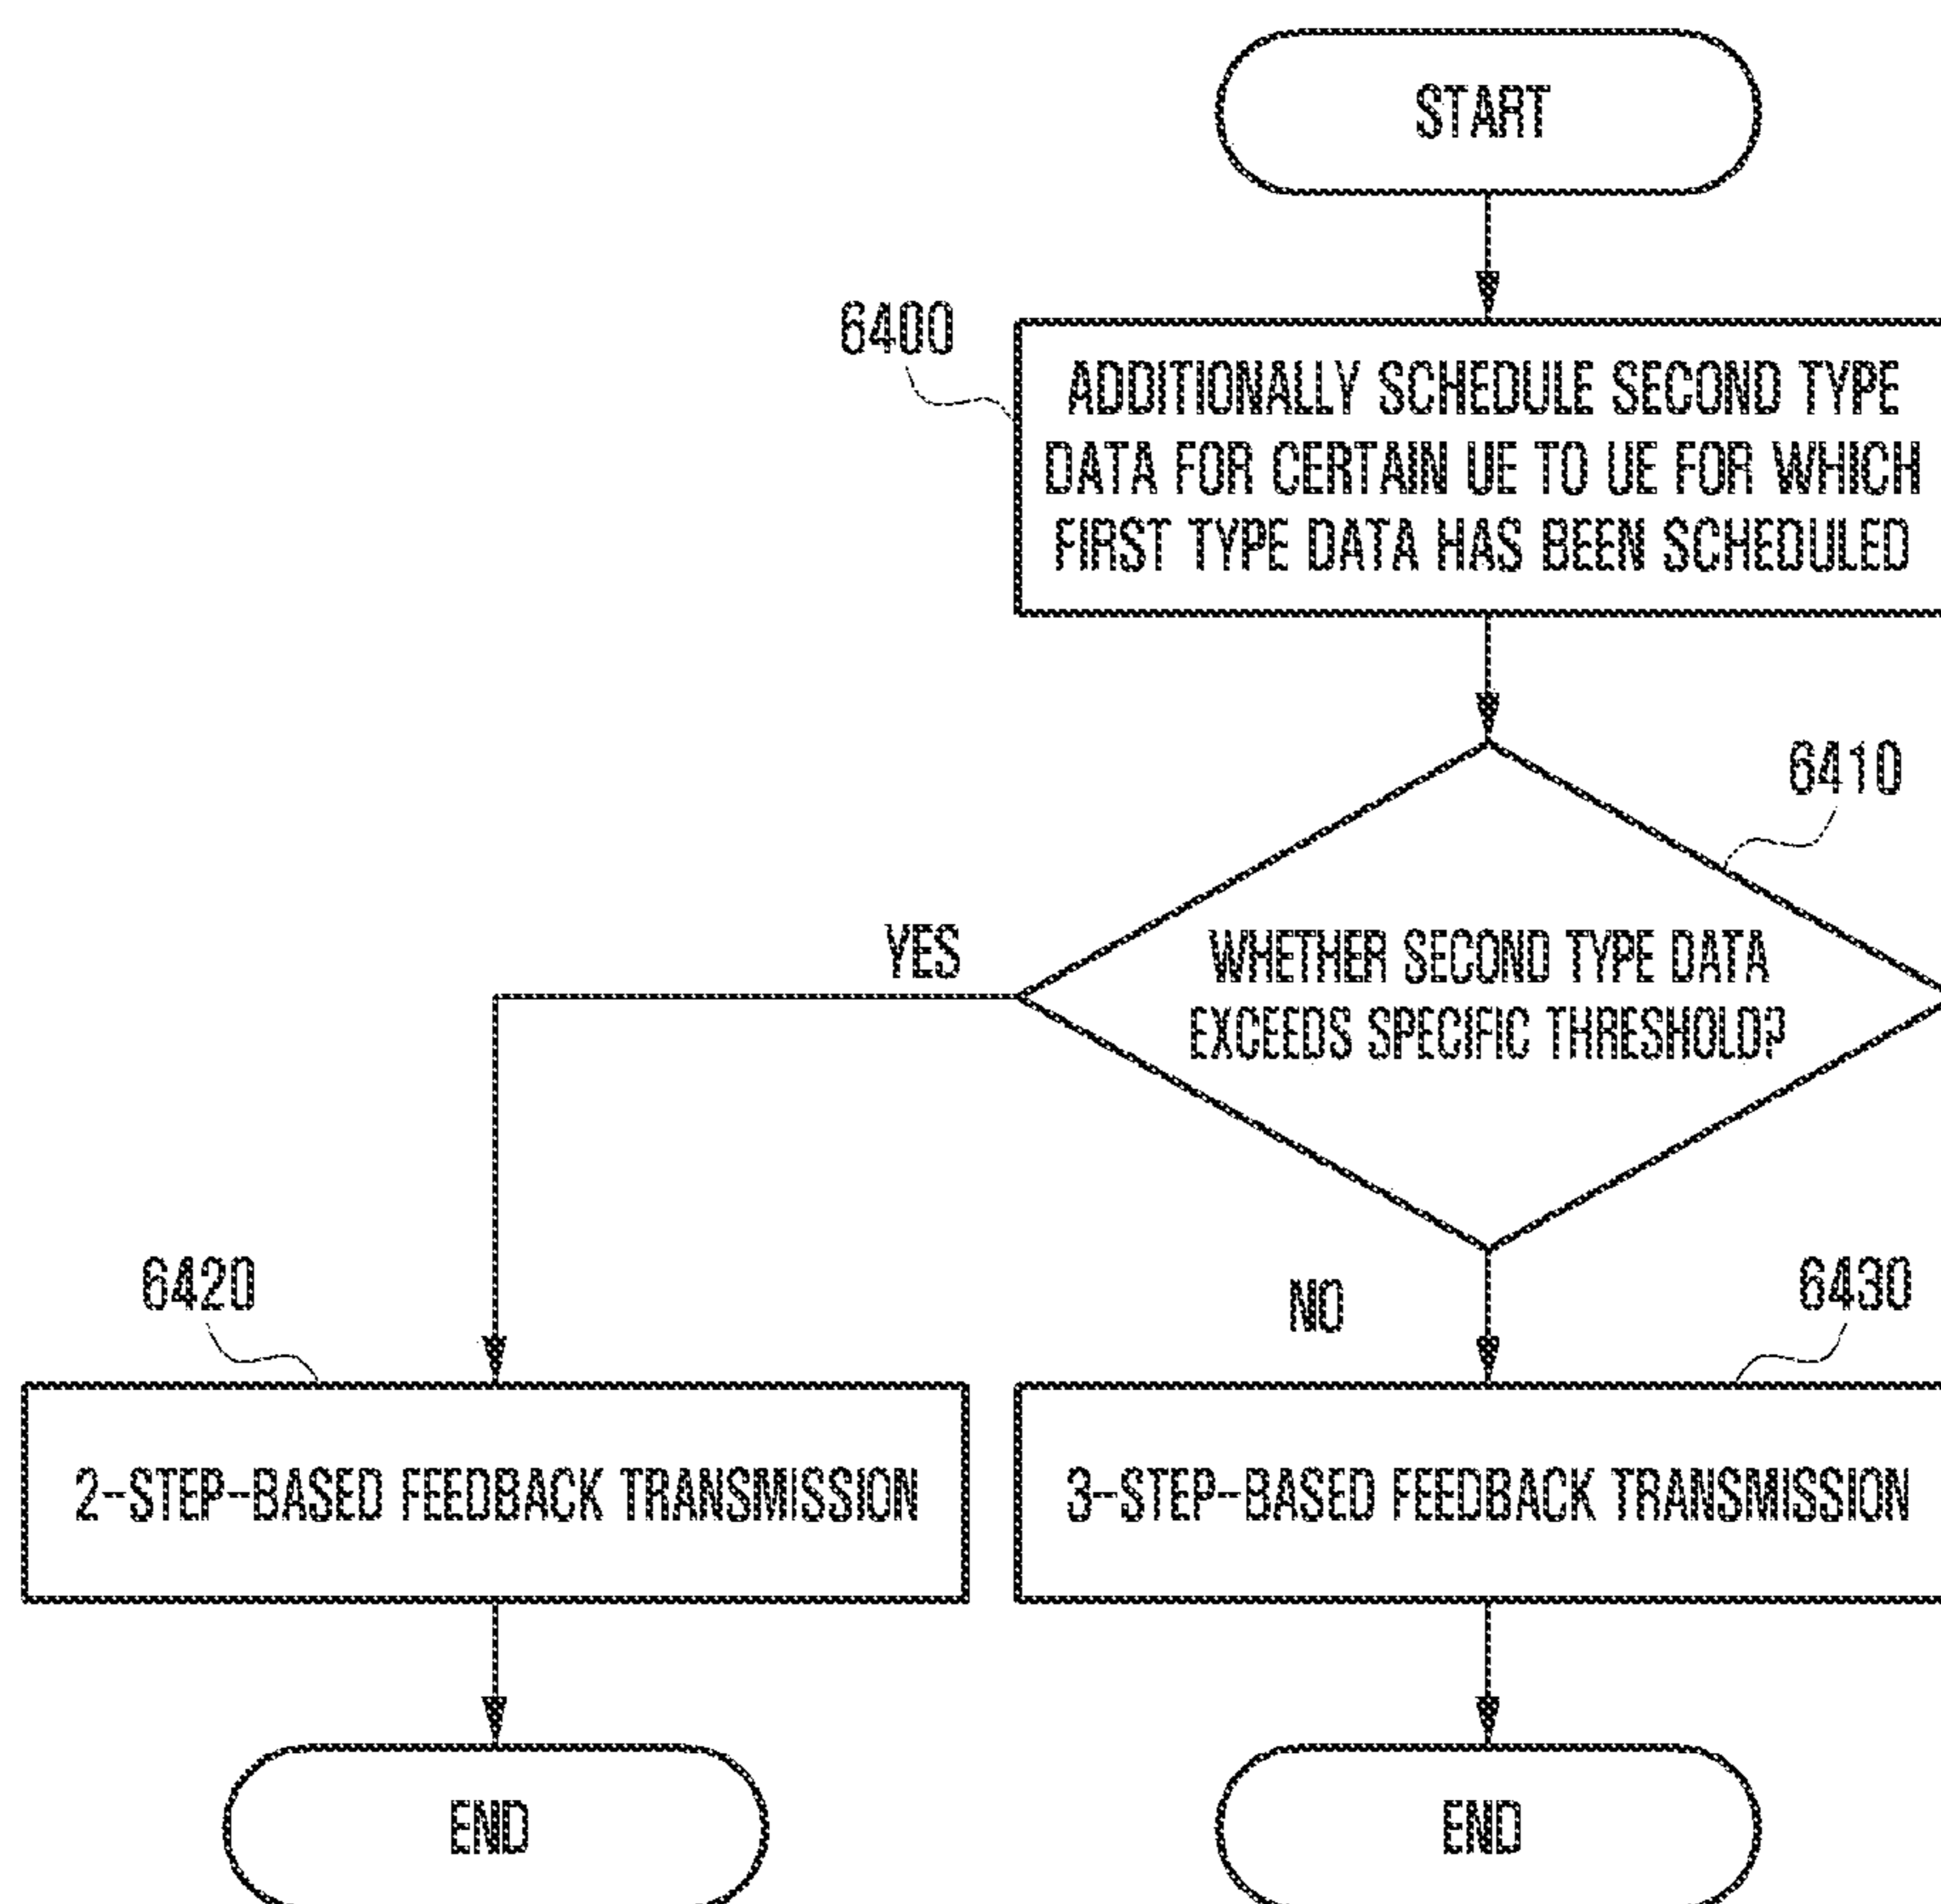 START
6400
ADDITIONALLY SCHEDULE SECOND TYPE
DATA FOR CERTAIN UE TO UE FOR WHICH
FIRST TYPE DATA HAS BEEN SCHEDULED
6410
YES
WHETHER SECOND TYPE DATA
EXCEEDS SPECIFIC THRESHOLD?
NO
6420
6430
2-STEP-BASED FEEDBACK TRANSMISSION
3-STEP-BASED FEEDBACK TRANSMISSION
END
END